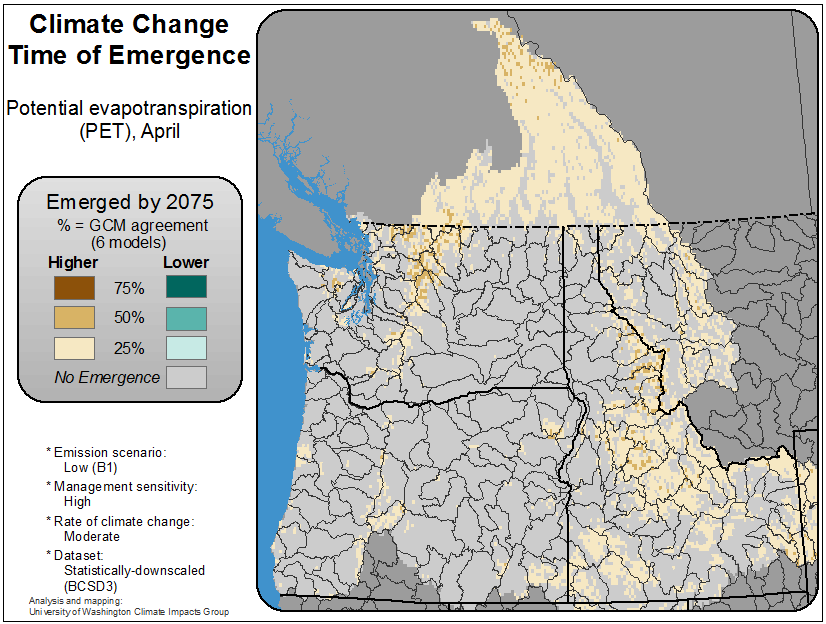 Climate Change
Time of Emergence
Potential evapotranspiration
(PET), April
Emerged by 2075
% = GCM agreement
(6 models)
Higher Lower
75%
50%
25%
No Emergence
* Emission scenario:
Low (B1)
* Management sensitivity:
High
* Rate of climate change:
Moderate
* Dataset:
Statistically-downscaled
(BCSD3)
Analysis and mapping:
University of Washington Climate Impacts Group